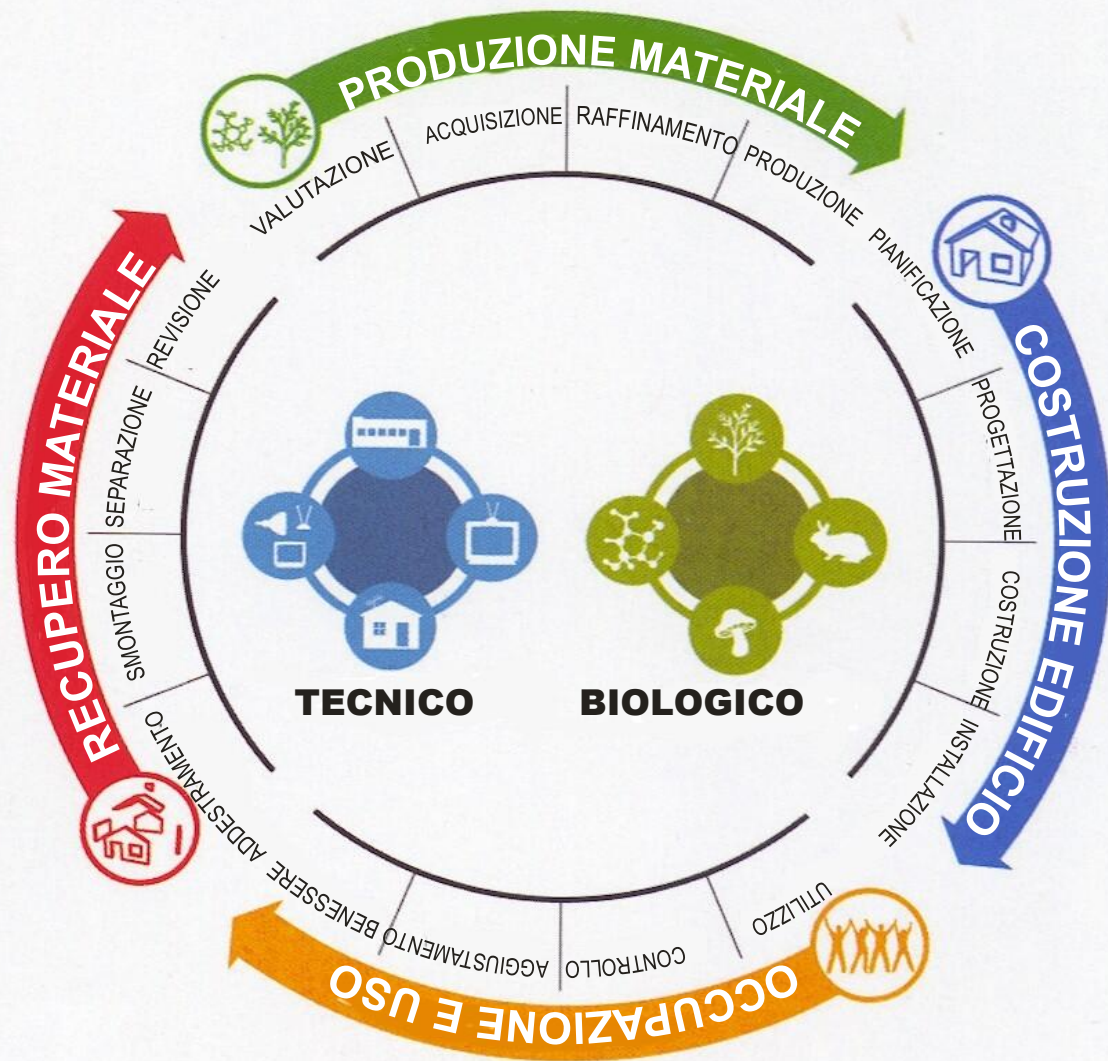 PRODUZIONE MATERIALE
VALUTAZIONE
ACQUISIZIONE
RAFFINAMENTO
PRODUZIONE
COSTRUZIONE EDIFICIO
PIANIFICAZIONE
PROGETTAZIONE
COSTRUZIONE
INSTALLAZIONE
OCCUPAZIONE E USO
UTILIZZO
CONTROLLO
AGGIUSTAMENTO
BENESSERE
RECUPERO MATERIALE
ADDESTRAMENTO
SMONTAGGIO
SEPARAZIONE
REVISIONE
TECNICO
BIOLOGICO